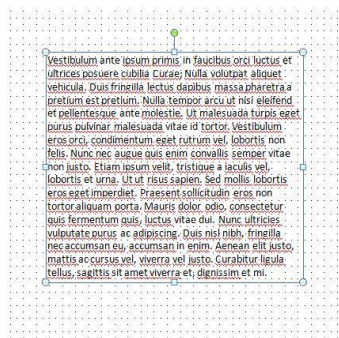 Vestibulum ante ipsum primis in faucibus orci luctus et
ultrices posuere cubilia Curae; Nulla volutpat aliquet
vehicula. Duis fringilla lectus dapibus massa pharetra a
pretium est pretium. Nulla tempor arcu ut nisi eleifend
et pellentesque ante molestie. Ut malesuada turpis eget
purus pulvinar malesuada vitae id tortor. Vestibulum
eros orci, condimentum eget rutrum vel, lobortis non
felis. Nunc nec augue quis enim convallis semper vitae
non justo. Etiam ipsum velit, tristique a iaculis vel,
lobortis et urna. Ut ut risus sapien. Sed mollis lobortis
eros eget imperdiet. Praesent sollicitudin eros non
tortor aliquam porta. Mauris dolor odio, consectetur
quis fermentum quis, luctus vitae dui. Nunc ultricies
vulputate purus ac adipiscing. Duis nisl nibh, fringilla
nec accumsan eu, accumsan in enim. Aenean elit justo,
mattis ac cursus vel, viverra vel justo. Curabitur ligula
tellus, sagittis sit amet viverra et, dignissim et mi.